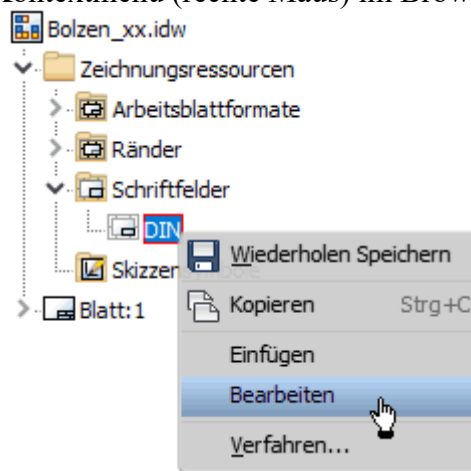 Kontextmenü (rechte Maus) im Brow
Bolzen_xx.idw
Zeichnungsressourcen
Arbeitsblattformate
Ränder
Schriftfelder
DIN
Wiederholen Speichern
Skizzen
Kopieren Strg+C
Blatt:1
Einfügen
Bearbeiten
Verfahren...